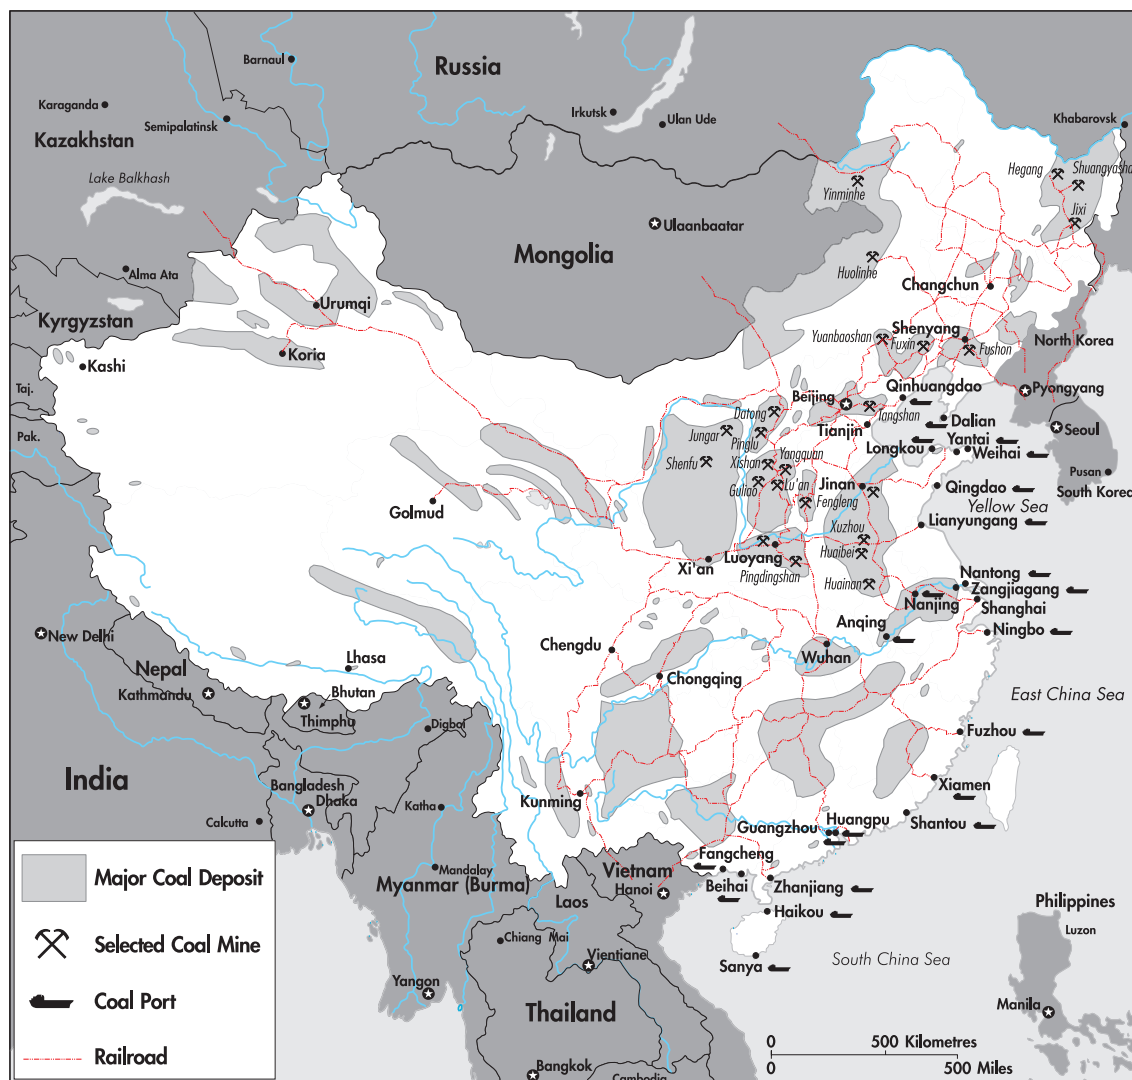 Russia
Barnaul
Karaganda
Irkutsk
Ulan Ude
Khabarovsk
Semipalatinsk
Kazakhstan
Lake Balkhash
Hegang
Yinminhe
Jixi
Ulaanbaatar
Mongolia
Alma Ata
Huolinhe
Changchun
Urumqi
Kyrgyzstan
Yuanbaoshan
Shenyang
Fuxin
Fushon
North Korea
Koria
Kashi
Taj.
Beijing
Qinhuangdao
Pyongyang
Datong
Tangshan
Tianjin
Dalian
Seoul
Pak.
Jungar
Pinglu
Longkou
Yantai
Weihai
Shenfu
Xishan
Yangquan
Pusan
South Korea
Guliao
Lu'an
Jinan
Qingdao
Golmud
Fengleng
Yellow Sea
Xuzhou
Lianyungang
Luoyang
Huaibei
Xi'an
Pingdingshan
Huainan
Nantong
Zangjiagang
Nanjing
Shanghai
New Delhi
Anqing
Ningbo
Chengdu
Wuhan
Nepal
Lhasa
Kathmandu
Bhutan
Chongqing
East China Sea
Thimphu
Digboi
Fuzhou
India
Bangladesh
Dhaka
Xiamen
Calcutta
Katha
Kunming
Huangpu
Guangzhou
Shantou
Fangcheng
Mandalay
Vietnam
Myanmar (Burma)
Hanoi
Beihai
Zhanjiang
Laos
Haikou
Philippines
Luzon
Chiang Mai
Vientiane
Sanya
South China Sea
Yangon
Manila
Thailand
Bangkok
Cambodia
Major Coal Deposit
Selected Coal Mine
Coal Port
Railroad
0 500 Kilometres
0 500 Miles